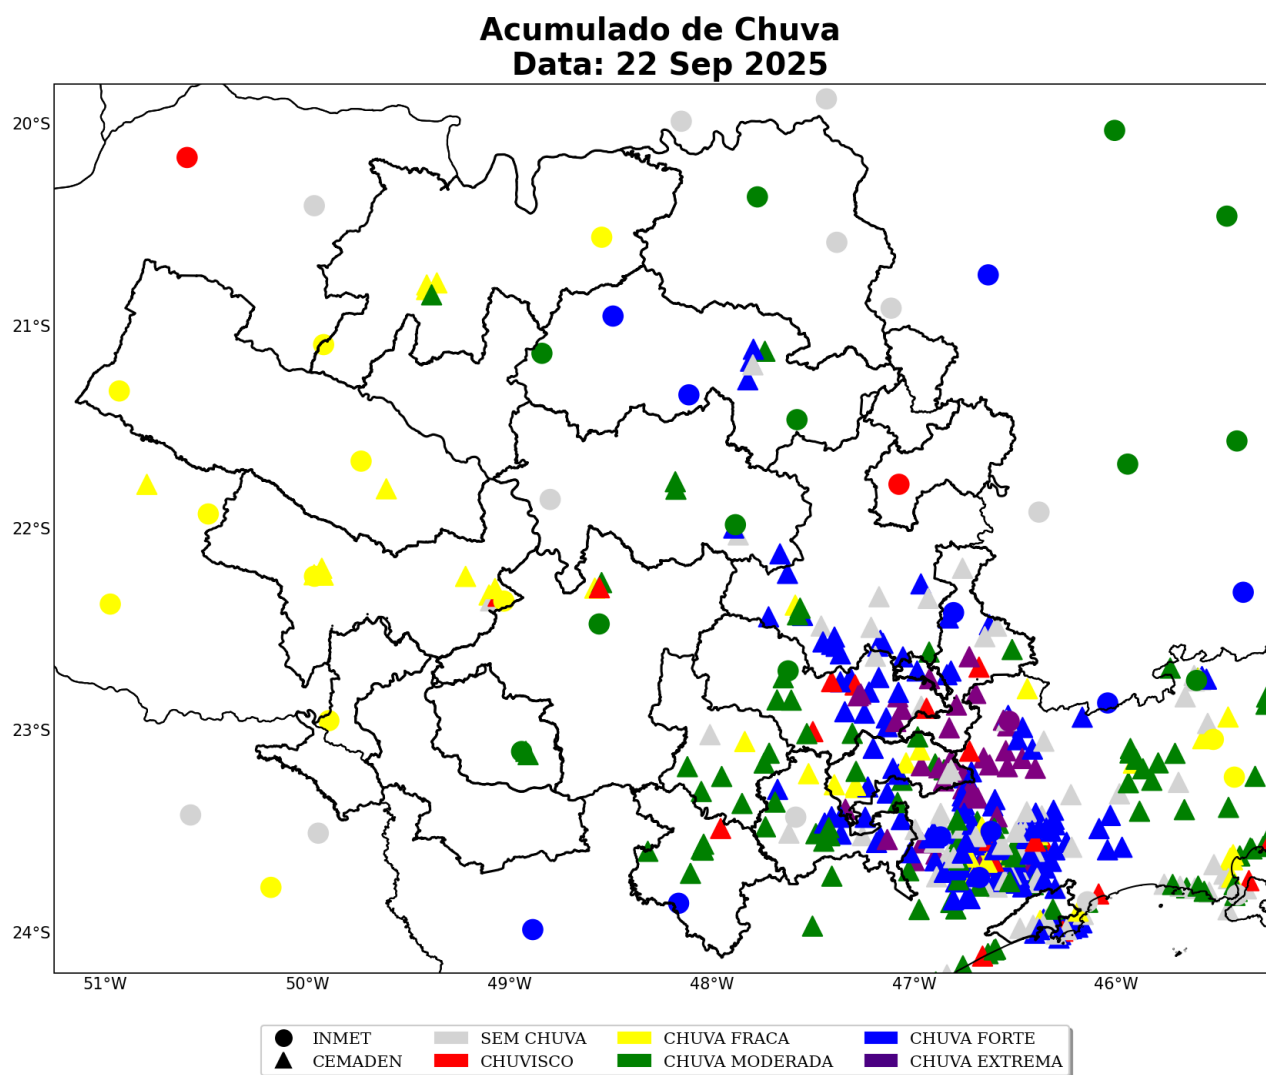 Acumulado de Chuva
Data: 22 Sep 2025
20°S
21°S
22°S
23°S
24°S
51°W
50°W
49°W
48°W
47°W
46°W
INMET
SEM CHUVA
CHUVA FRACA
CHUVA FORTE
CEMADEN
CHUVISCO
CHUVA MODERADA
CHUVA EXTREMA